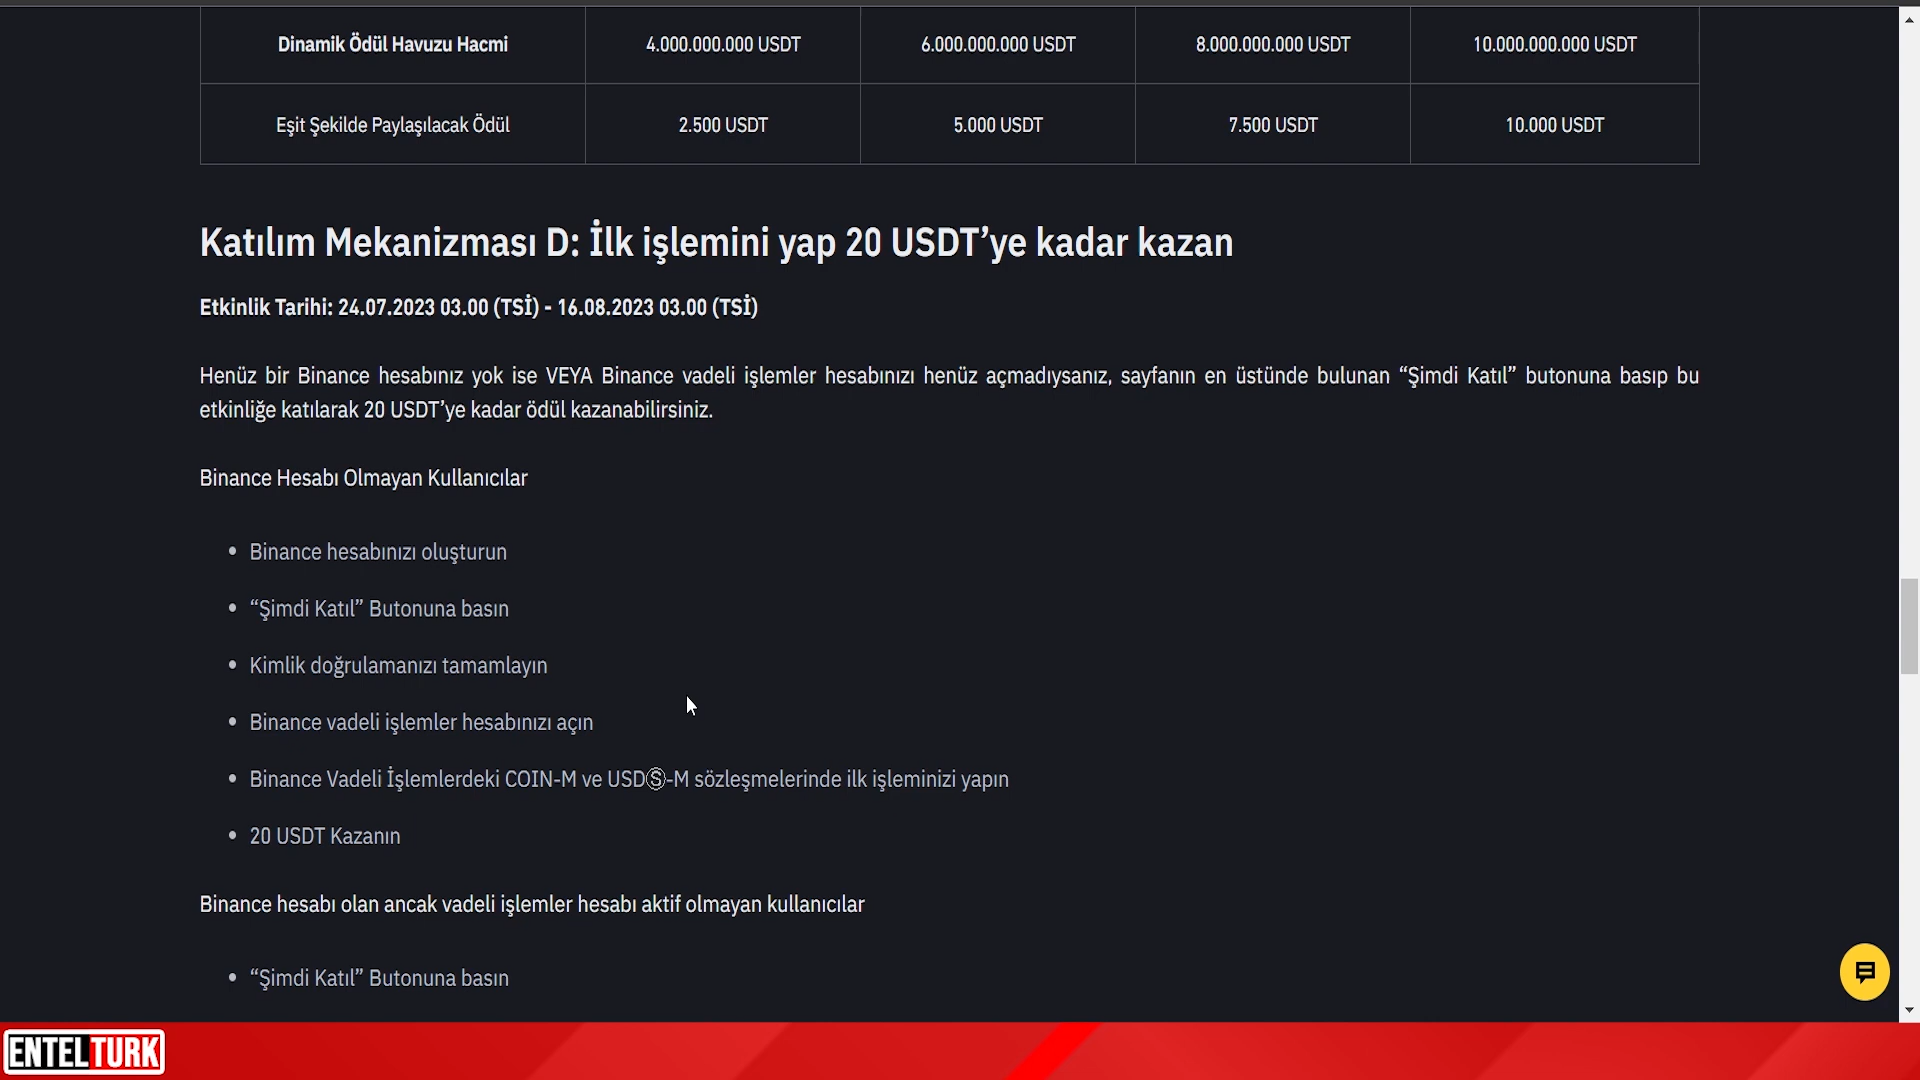 Dinamik Ödül Havuzu Hacmi 4.000.000.000 USDT 6.000.000.000 USDT 8.000.000.000 USDT 10.000.000.000 USDT
Eşit Şekilde Paylaşılacak Ödül 2.500 USDT 5.000 USDT 7.500 USDT 10.000 USDT
Katılım Mekanizması D: İlk işlemini yap 20 USDT’ye kadar kazan
Etkinlik Tarihi: 24.07.2023 03.00 (TSİ) - 16.08.2023 03.00 (TSİ)
Henüz bir Binance hesabınız yok ise VEYA Binance vadeli işlemler hesabınızı henüz açmadıysanız, sayfanın en üstünde bulunan “Şimdi Katıl” butonuna basıp bu
etkinliğe katılarak 20 USDT’ye kadar ödül kazanabilirsiniz.
Binance Hesabı Olmayan Kullanıcılar
• Binance hesabınızı oluşturun
• “Şimdi Katıl” Butonuna basın
• Kimlik doğrulamanızı tamamlayın
• Binance vadeli işlemler hesabınızı açın
• Binance Vadeli İşlemlerdeki COIN-M ve USDⓈ-M sözleşmelerinde ilk işleminizi yapın
• 20 USDT Kazanın
Binance hesabı olan ancak vadeli işlemler hesabı aktif olmayan kullanıcılar
• “Şimdi Katıl” Butonuna basın
ENTELTURK